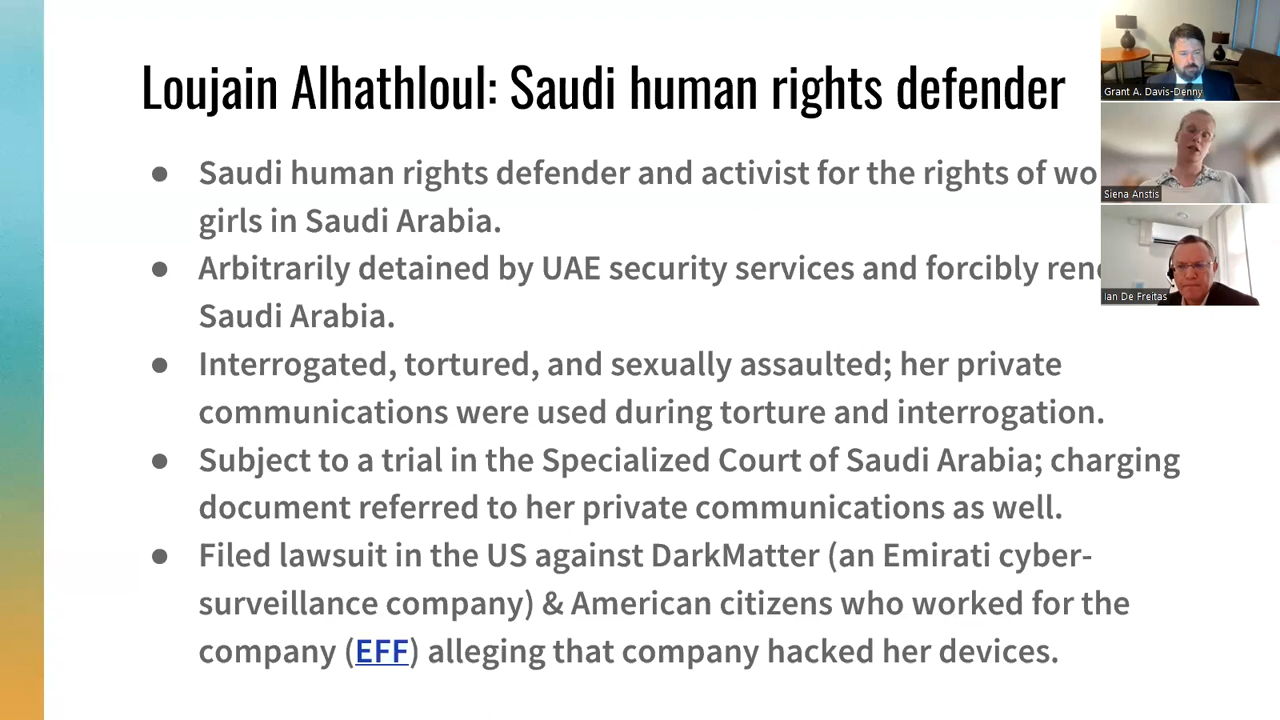 Loujain Alhathloul: Saudi human rights defender
● Saudi human rights defender and activist for the rights of
girls in Saudi Arabia.
● Arbitrarily detained by UAE security services and forcibly
Saudi Arabia.
● Interrogated, tortured, and sexually assaulted; her private
communications were used during torture and interrogation.
● Subject to a trial in the Specialized Court of Saudi Arabia; charging
document referred to her private communications as well.
● Filed lawsuit in the US against DarkMatter (an Emirati cyber-
surveillance company) & American citizens who worked for the
company (EFF) alleging that company hacked her devices.
Grant A. Davis-Denny
Siena Anstis
Ian De Freitas